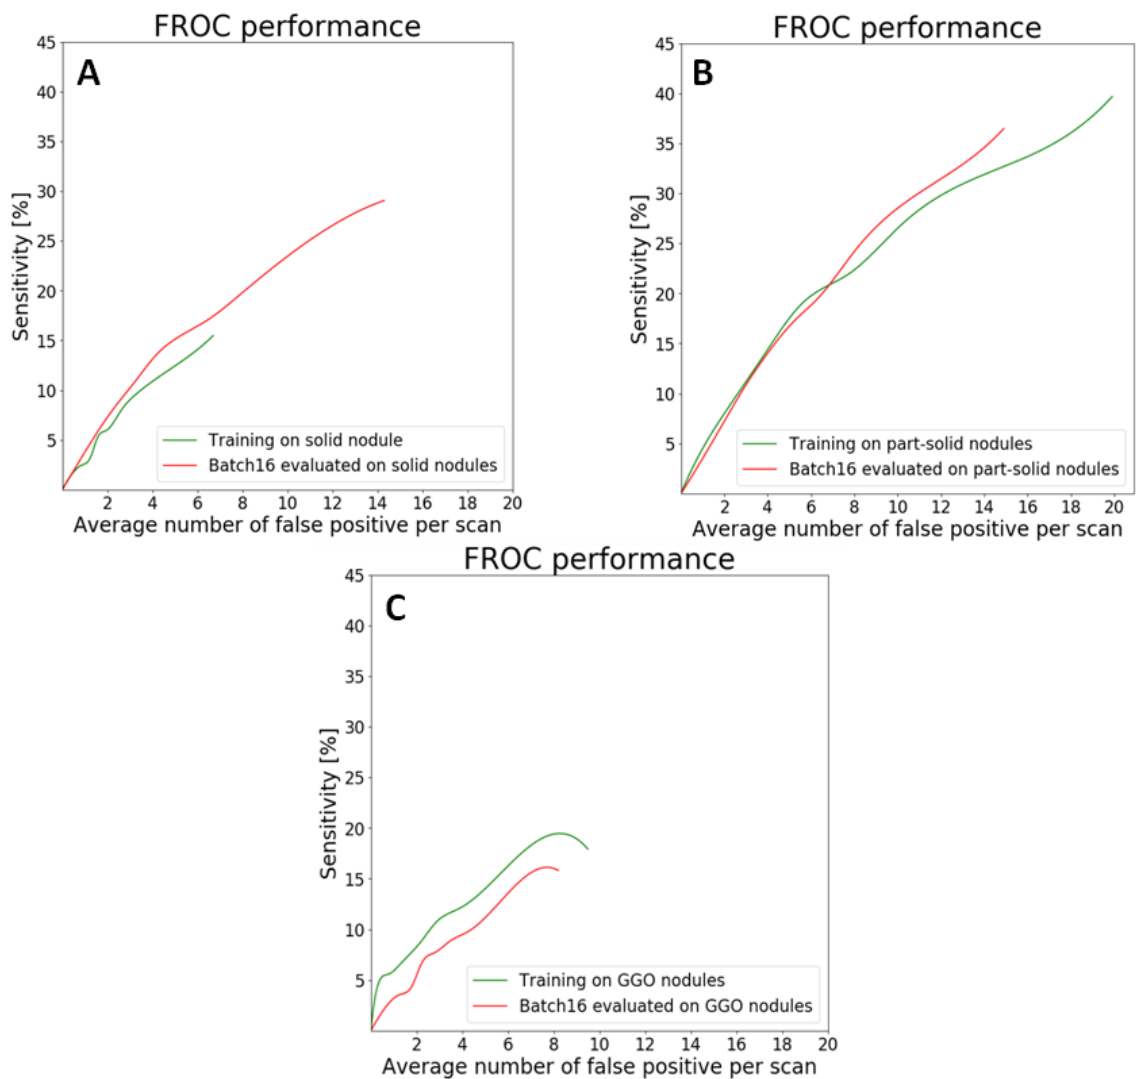 FROC performance
A
45
40
35
30
25
20
15
10
5
Sensitivity [%]
Training on solid nodule
Batch16 evaluated on solid nodules
2 4 6 8 10 12 14 16 18 20
Average number of false positive per scan
FROC performance
B
45
40
35
30
25
20
15
10
5
Sensitivity [%]
Training on part-solid nodules
Batch16 evaluated on part-solid nodules
2 4 6 8 10 12 14 16 18 20
Average number of false positive per scan
FROC performance
C
45
40
35
30
25
20
15
10
5
Sensitivity [%]
Training on GGO nodules
Batch16 evaluated on GGO nodules
2 4 6 8 10 12 14 16 18 20
Average number of false positive per scan